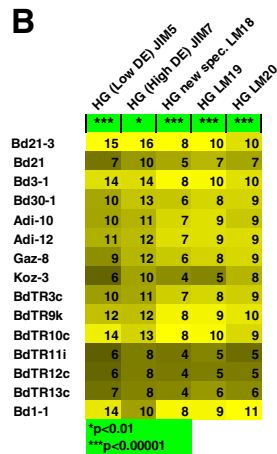 B
HG (Low DE) JIM5
HG (High DE) JIM7
HG new spec. LM18
HG LM19
HG LM20
*** * *** *** ***
Bd21-3 15 16 8 10 10
Bd21 7 10 5 7 7
Bd3-1 14 14 8 10 10
Bd30-1 10 13 6 8 9
Adi-10 10 11 7 9 9
Adi-12 11 12 7 9 9
Gaz-8 9 12 6 8 9
Koz-3 6 10 4 5 8
BdTR3c 10 11 7 8 9
BdTR9k 12 12 8 9 10
BdTR10c 14 13 8 10 9
BdTR11i 6 8 4 5 5
BdTR12c 6 8 4 5 5
BdTR13c 7 8 4 6 6
Bd1-1 14 10 8 9 11
*p<0.01
***p<0.00001